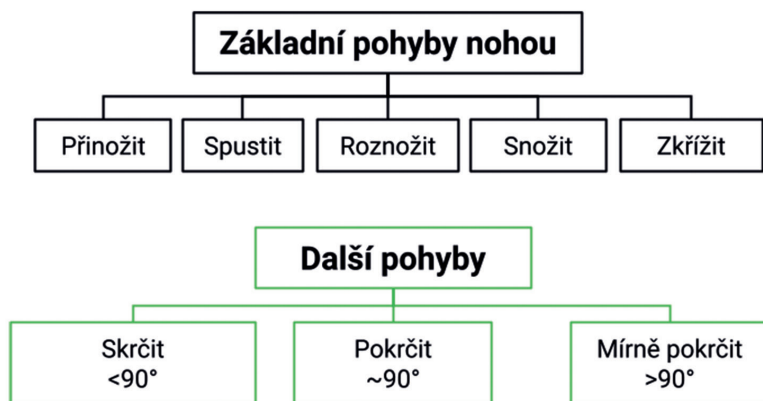 Základní pohyby nohou
Přinožit
Spustit
Roznožit
Snožit
Zkřížit
Další pohyby
Skrčit
<90°
Pokrčit
~90°
Mírně pokrčit
>90°